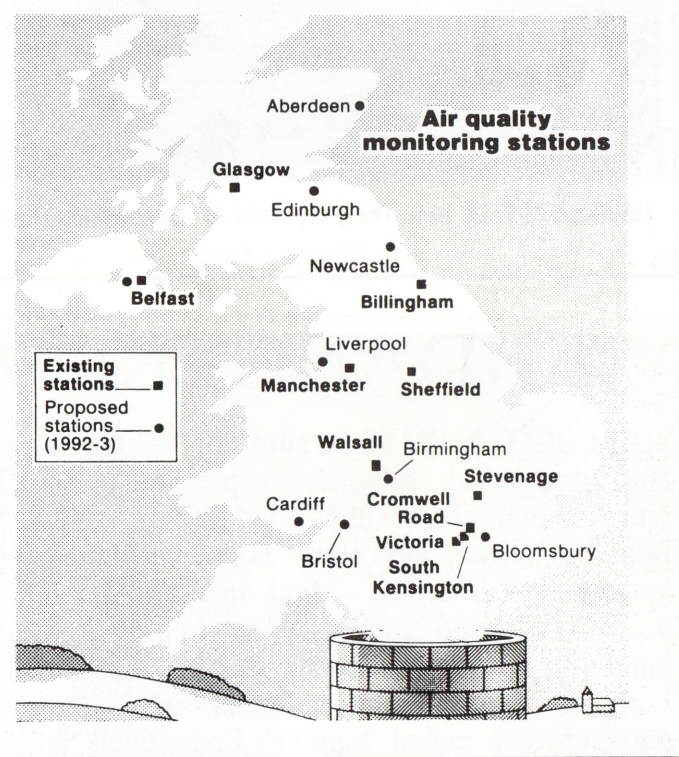 Air quality
monitoring stations
Aberdeen
Glasgow
Edinburgh
Newcastle
Belfast
Billingham
Liverpool
Manchester
Sheffield
Existing
stations
Proposed
stations
(1992-3)
Walsall
Birmingham
Stevenage
Cardiff
Cromwell
Road
Bristol
Victoria
Bloomsbury
South
Kensington